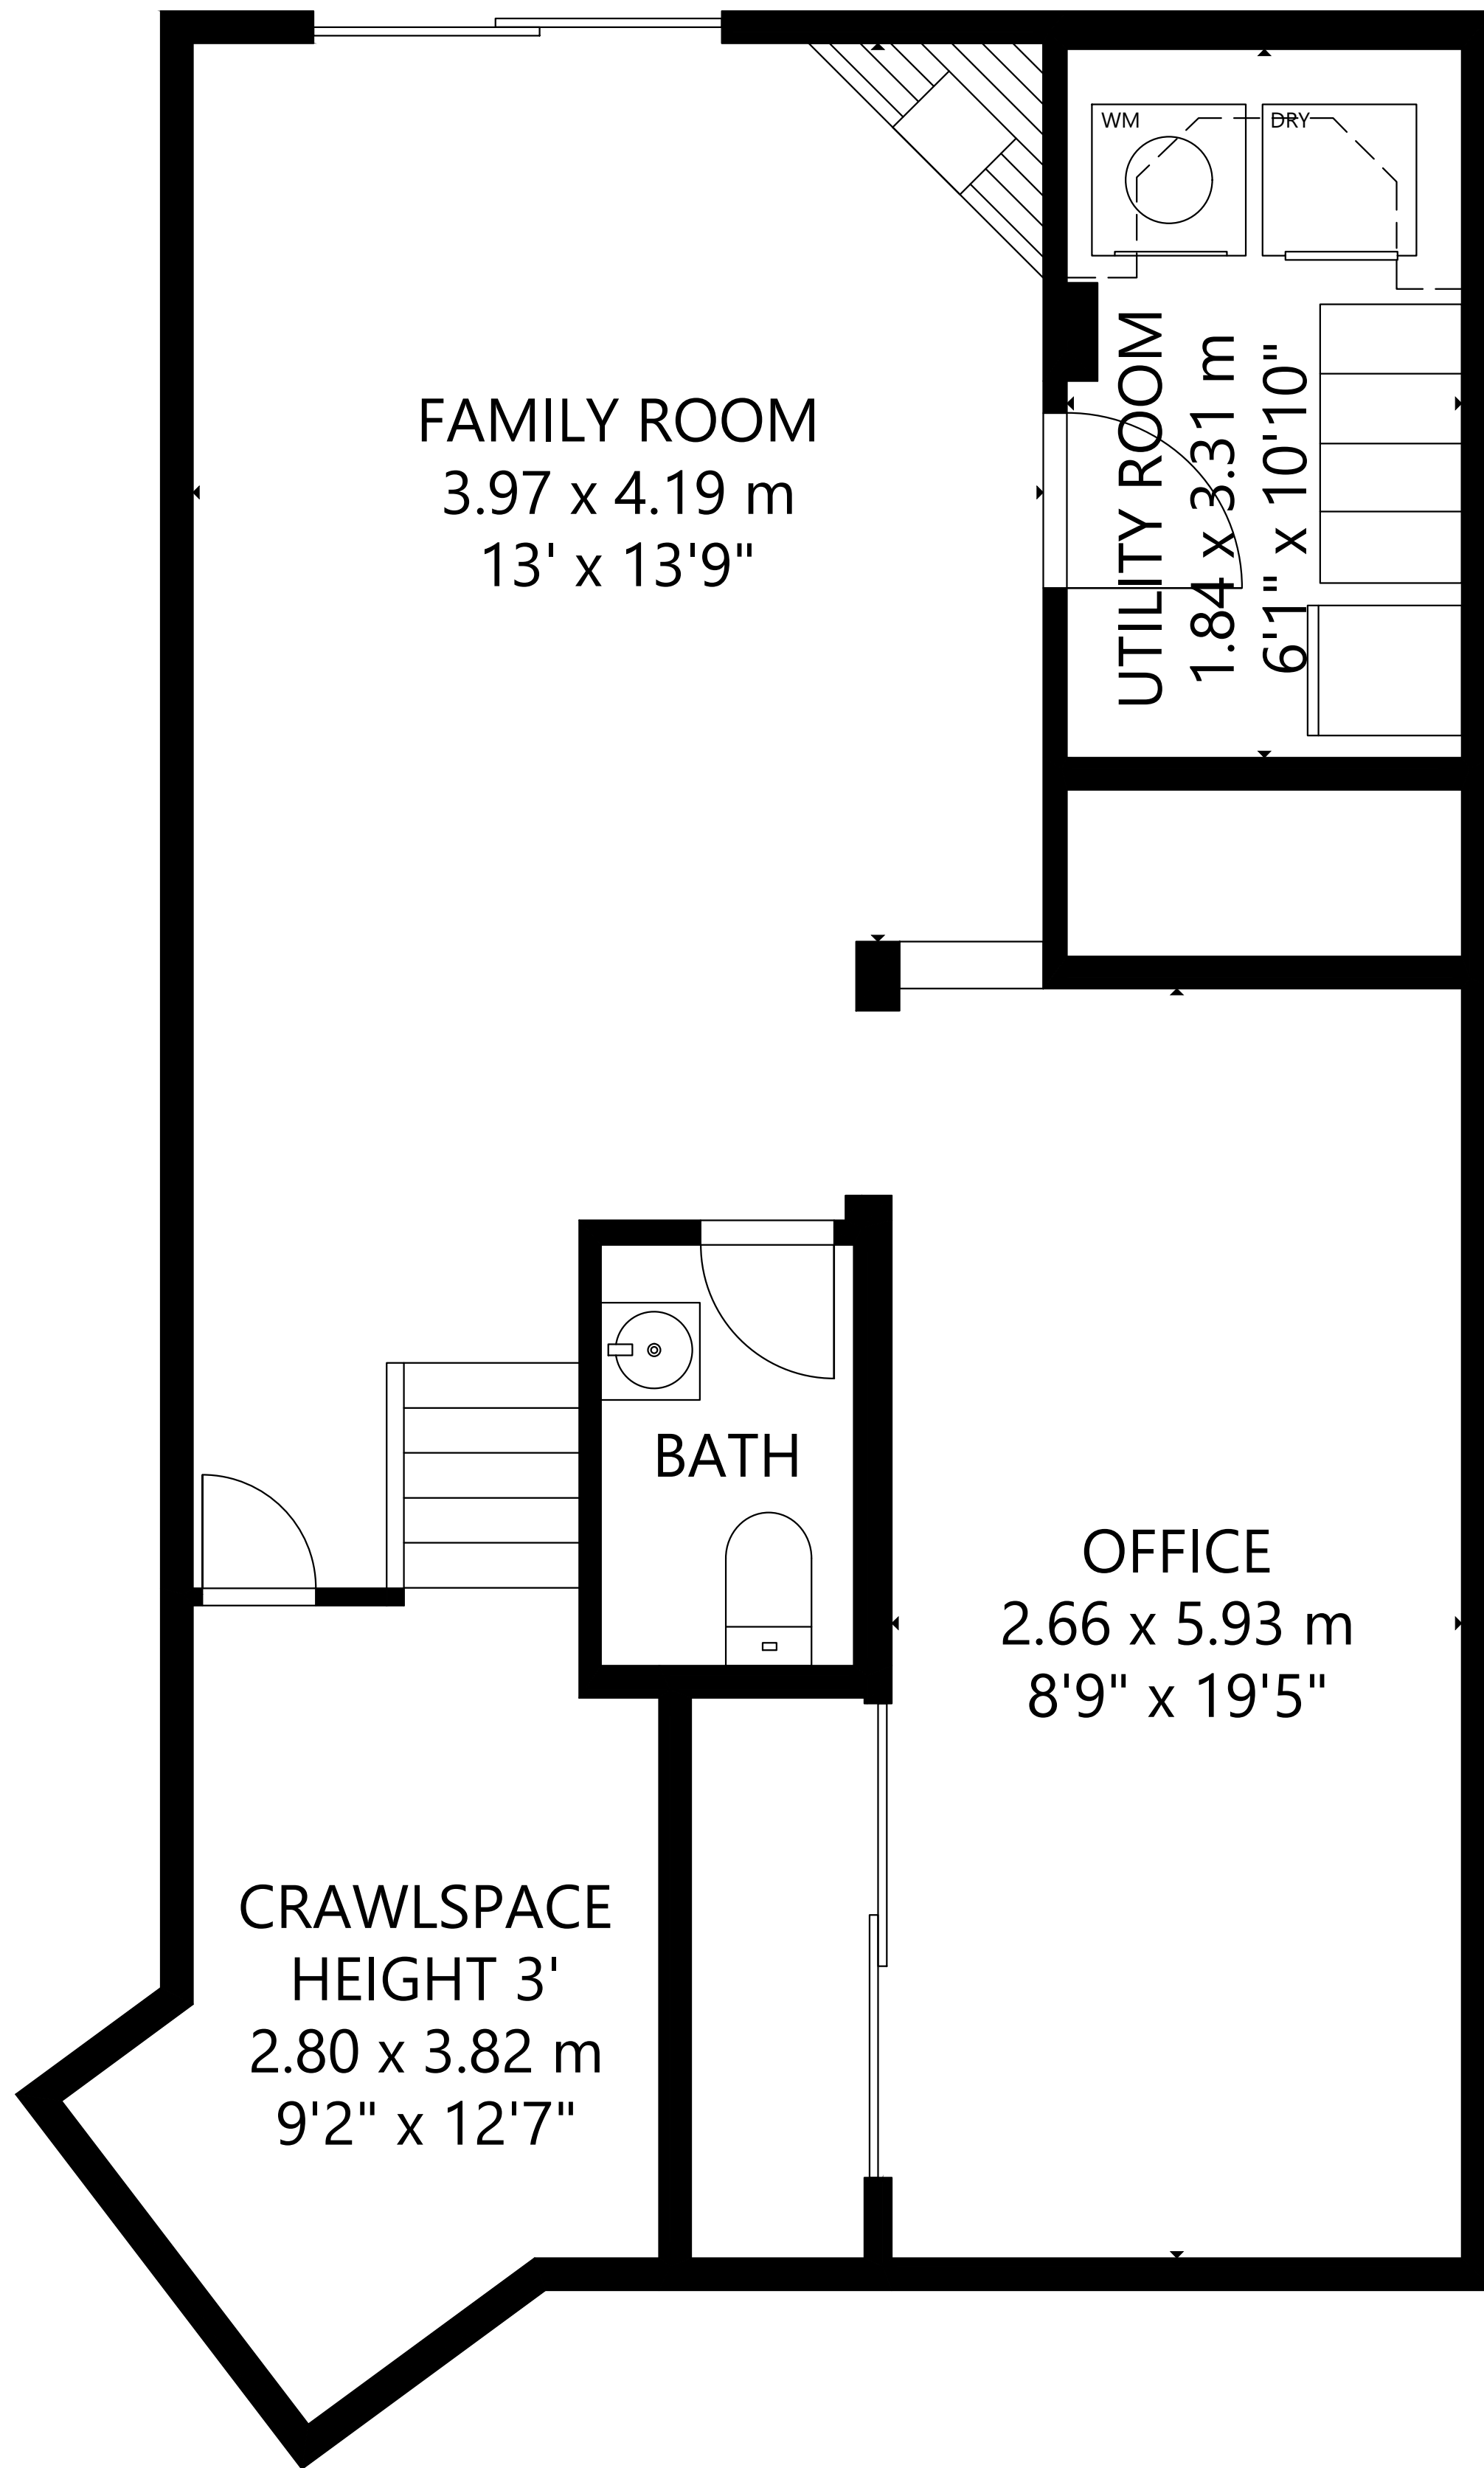 WM
DRY
FAMILY ROOM
3.97 x 4.19 m
13' x 13'9"
UTILITY ROOM
1.84 x 3.31 m
6'1" x 10'10"
BATH
OFFICE
2.66 x 5.93 m
8'9" x 19'5"
CRAWLSPACE
HEIGHT 3'
2.80 x 3.82 m
9'2" x 12'7"